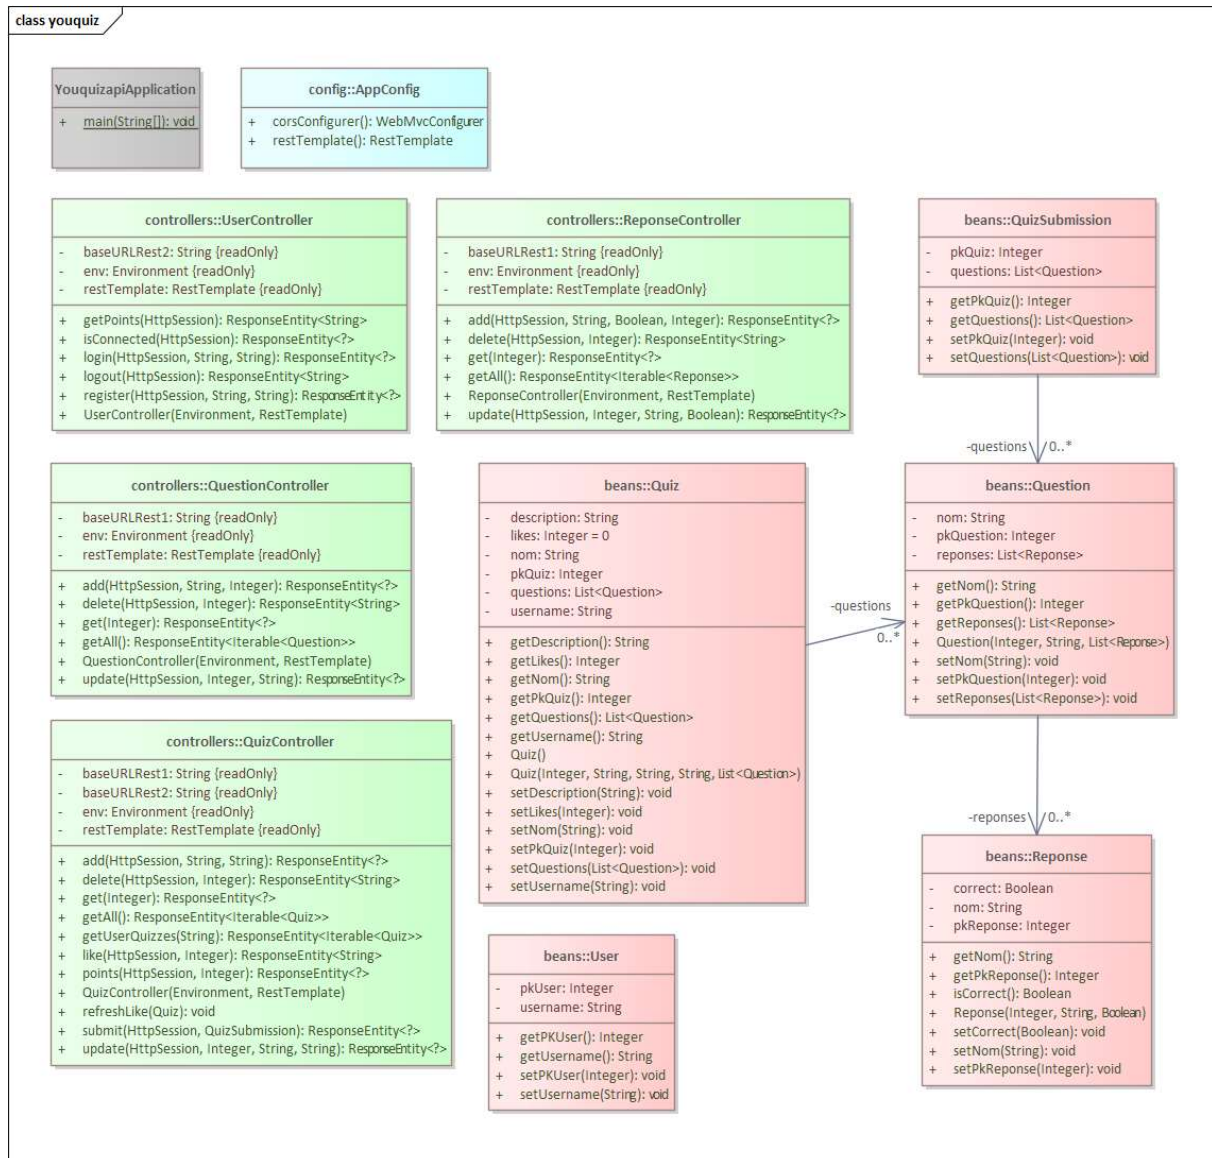 class youquiz
YouquizapiApplication
+ main(String[]): void
config::AppConfig
+ corsConfigurer(): WebMvcConfigurer
+ restTemplate(): RestTemplate
controllers::UserController
- baseURLRest2: String {readOnly}
- env: Environment {readOnly}
- restTemplate: RestTemplate {readOnly}
+ getPoints(HttpSession): ResponseEntity<String>
+ isConnected(HttpSession): ResponseEntity<?>
+ login(HttpSession, String, String): ResponseEntity<?>
+ logout(HttpSession): ResponseEntity<String>
+ register(HttpSession, String, String): ResponseEntity<?>
+ UserController(Environment, RestTemplate)
controllers::ReponseController
- baseURLRest1: String {readOnly}
- env: Environment {readOnly}
- restTemplate: RestTemplate {readOnly}
+ add(HttpSession, String, Boolean, Integer): ResponseEntity<?>
+ delete(HttpSession, Integer): ResponseEntity<String>
+ get(Integer): ResponseEntity<?>
+ getAll(): ResponseEntity<Iterable<Reponse>>
+ ReponseController(Environment, RestTemplate)
+ update(HttpSession, Integer, String, Boolean): ResponseEntity<?>
beans::QuizSubmission
- pkQuiz: Integer
- questions: List<Question>
+ getPkQuiz(): Integer
+ getQuestions(): List<Question>
+ setPkQuiz(Integer): void
+ setQuestions(List<Question>): void
-questions
0..*
controllers::QuestionController
- baseURLRest1: String {readOnly}
- env: Environment {readOnly}
- restTemplate: RestTemplate {readOnly}
+ add(HttpSession, String, Integer): ResponseEntity<?>
+ delete(HttpSession, Integer): ResponseEntity<String>
+ get(Integer): ResponseEntity<?>
+ getAll(): ResponseEntity<Iterable<Question>>
+ QuestionController(Environment, RestTemplate)
+ update(HttpSession, Integer, String): ResponseEntity<?>
beans::Quiz
- description: String
- likes: Integer = 0
- nom: String
- pkQuiz: Integer
- questions: List<Question>
- username: String
+ getDescription(): String
+ getLikes(): Integer
+ getNom(): String
+ getPkQuiz(): Integer
+ getQuestions(): List<Question>
+ getUsername(): String
+ Quiz()
+ Quiz(Integer, String, String, String, List<Question>)
+ setDescription(String): void
+ setLikes(Integer): void
+ setNom(String): void
+ setPkQuiz(Integer): void
+ setQuestions(List<Question>): void
+ setUsername(String): void
-questions
0..*
beans::Question
- nom: String
- pkQuestion: Integer
- reponses: List<Reponse>
+ getNom(): String
+ getPkQuestion(): Integer
+ getReponses(): List<Reponse>
+ Question(Integer, String, List<Reponse>)
+ setNom(String): void
+ setPkQuestion(Integer): void
+ setReponses(List<Reponse>): void
-reponses
0..*
controllers::QuizController
- baseURLRest1: String {readOnly}
- baseURLRest2: String {readOnly}
- env: Environment {readOnly}
- restTemplate: RestTemplate {readOnly}
+ add(HttpSession, String, String): ResponseEntity<?>
+ delete(HttpSession, Integer): ResponseEntity<String>
+ get(Integer): ResponseEntity<?>
+ getAll(): ResponseEntity<Iterable<Quiz>>
+ getUserQuizzes(String): ResponseEntity<Iterable<Quiz>>
+ like(HttpSession, Integer): ResponseEntity<String>
+ points(HttpSession, Integer): ResponseEntity<?>
+ QuizController(Environment, RestTemplate)
+ refreshLike(Quiz): void
+ submit(HttpSession, QuizSubmission): ResponseEntity<?>
+ update(HttpSession, Integer, String, String): ResponseEntity<?>
beans::User
- pkUser: Integer
- username: String
+ getPKUser(): Integer
+ getUsername(): String
+ setPKUser(Integer): void
+ setUsername(String): void
beans::Reponse
- correct: Boolean
- nom: String
- pkReponse: Integer
+ getNom(): String
+ getPkReponse(): Integer
+ isCorrect(): Boolean
+ Reponse(Integer, String, Boolean)
+ setCorrect(Boolean): void
+ setNom(String): void
+ setPkReponse(Integer): void